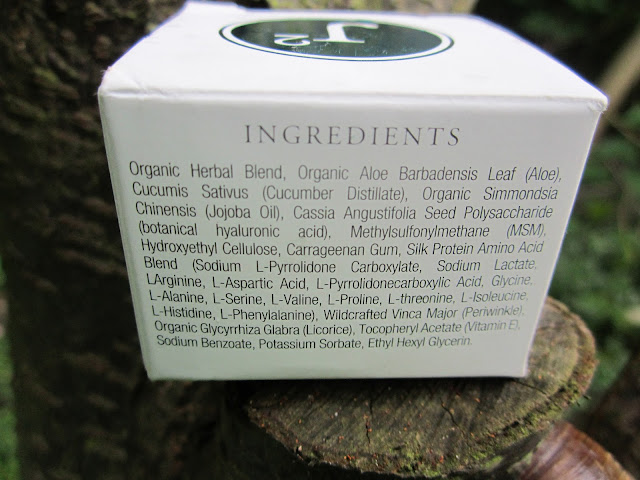 INGREDIENTS
Organic Herbal Blend, Organic Aloe Barbadensis Leaf (Aloe),
Cucumis Sativus (Cucumber Distillate), Organic Simmondsia
Chinensis (Jojoba Oil), Cassia Angustifolia Seed Polysaccharide
(botanical hyaluronic acid), Methylsulfonylmethane (MSM),
Hydroxyethyl Cellulose, Carrageenan Gum, Silk Protein Amino Acid
Blend (Sodium L-Pyrrolidone Carboxylate, Sodium Lactate,
LArginine, L-Aspartic Acid, L-Pyrrolidonecarboxylic Acid, Glycine,
L-Alanine, L-Serine, L-Valine, L-Proline, L-threonine, L-Isoleucine,
L-Histidine, L-Phenylalanine), Wildcrafted Vinca Major (Periwinkle),
Organic Glycyrrhiza Glabra (Licorice), Tocopheryl Acetate (Vitamin E),
Sodium Benzoate, Potassium Sorbate, Ethyl Hexyl Glycerin.